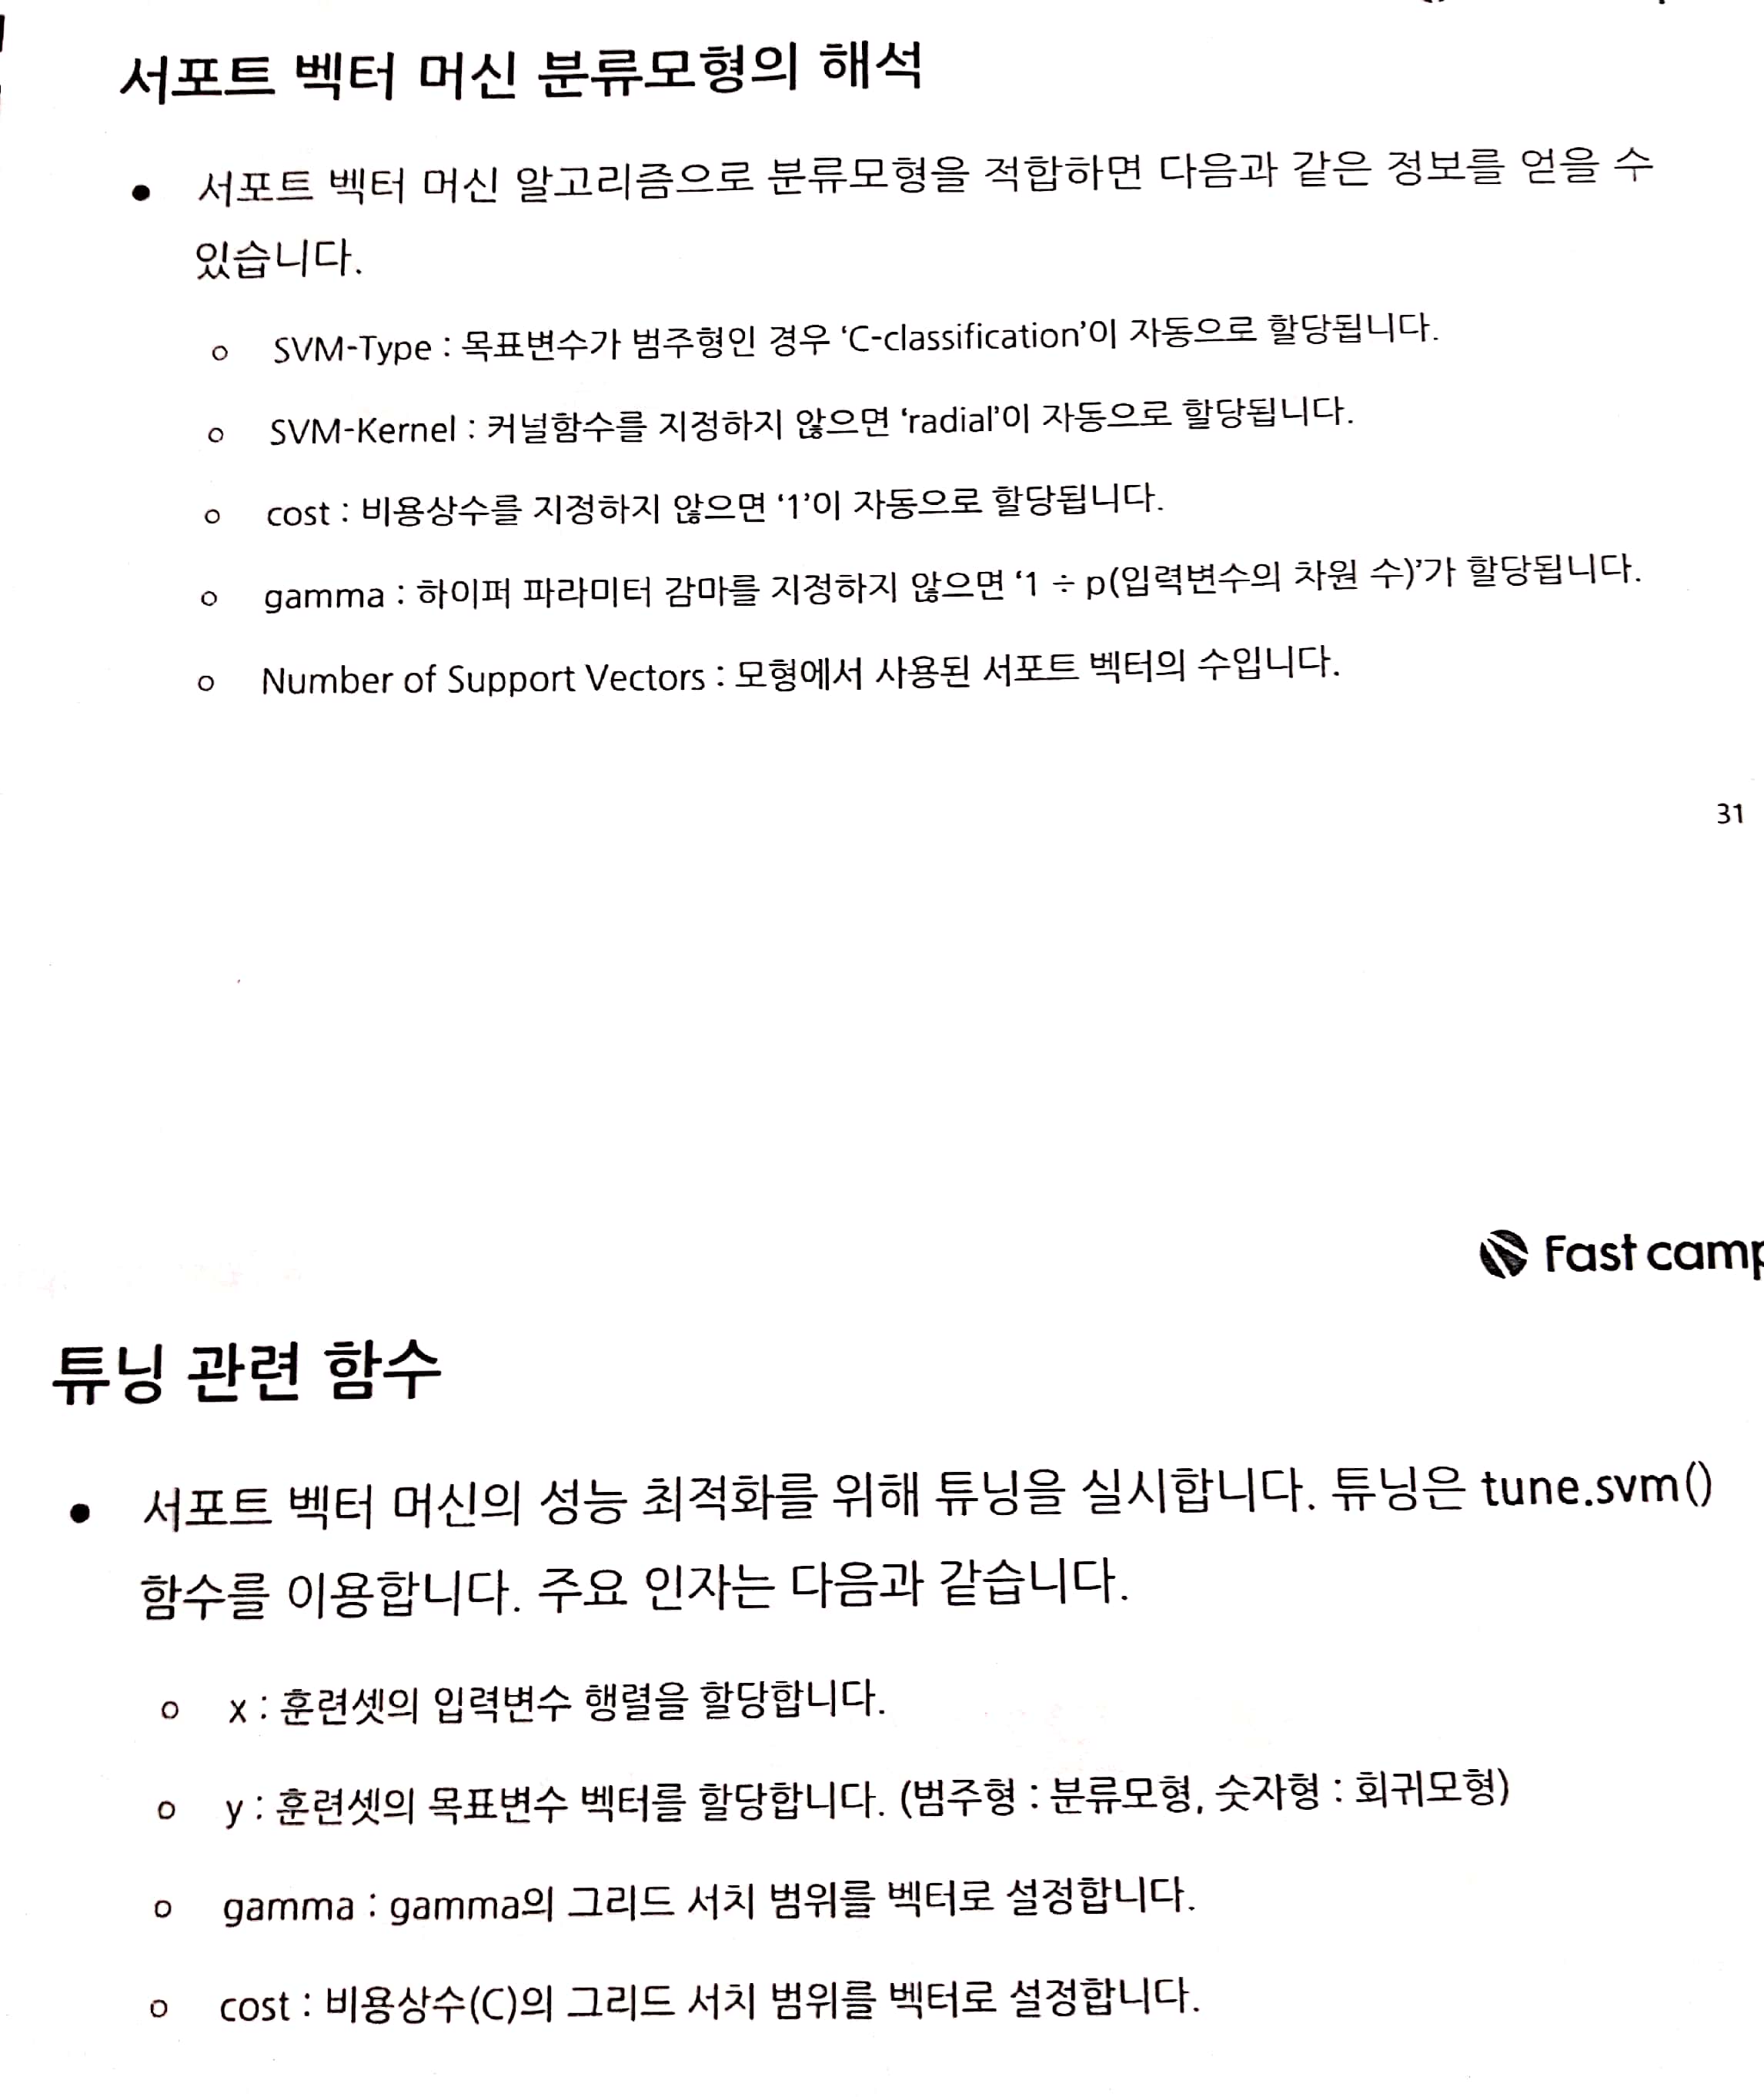 서포트 벡터 머신 분류모형의 해석
● 서포트 벡터 머신 알고리즘으로 분류모형을 적합하면 다음과 같은 정보를 얻을 수
있습니다.
○ SVM-Type : 목표변수가 범주형인 경우 ‘C-classification’이 자동으로 할당됩니다.
○ SVM-Kernel : 커널함수를 지정하지 않으면 ‘radial’이 자동으로 할당됩니다.
○ cost : 비용상수를 지정하지 않으면 ‘1’이 자동으로 할당됩니다.
○ gamma : 하이퍼 파라미터 감마를 지정하지 않으면 ‘1 ÷ p(입력변수의 차원 수)’가 할당됩니다.
○ Number of Support Vectors : 모형에서 사용된 서포트 벡터의 수입니다.
31
Fast camp
튜닝 관련 함수
● 서포트 벡터 머신의 성능 최적화를 위해 튜닝을 실시합니다. 튜닝은 tune.svm()
함수를 이용합니다. 주요 인자는 다음과 같습니다.
○ x : 훈련셋의 입력변수 행렬을 할당합니다.
○ y : 훈련셋의 목표변수 벡터를 할당합니다. (범주형 : 분류모형, 숫자형 : 회귀모형)
○ gamma : gamma의 그리드 서치 범위를 벡터로 설정합니다.
○ cost : 비용상수(C)의 그리드 서치 범위를 벡터로 설정합니다.